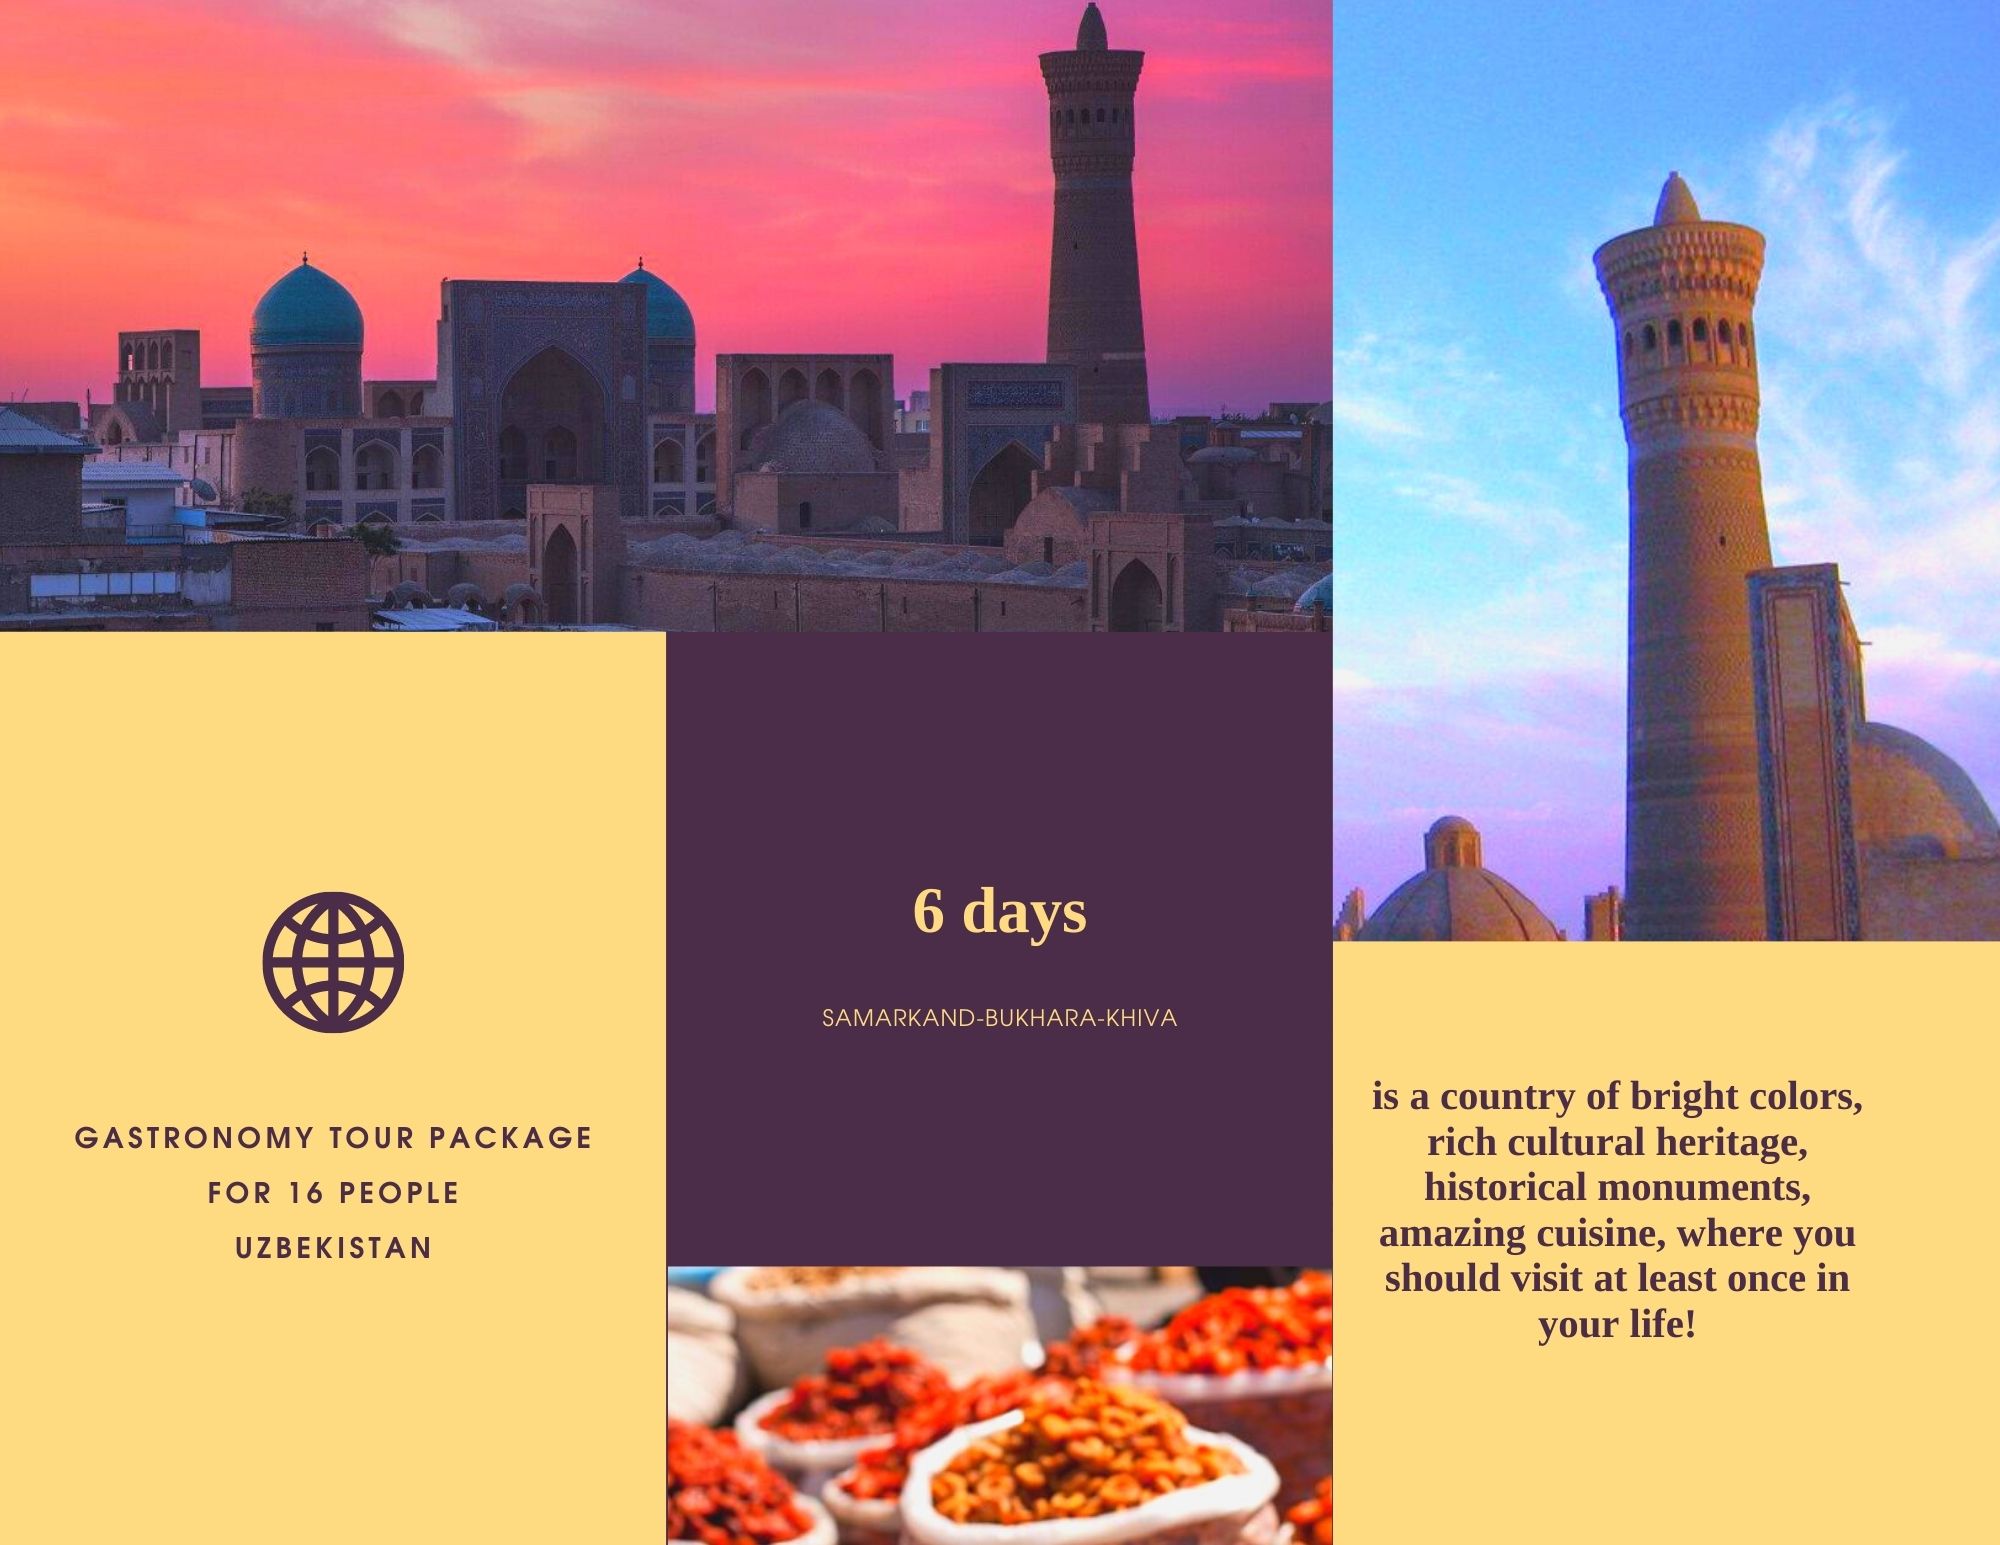 GASTRONOMY TOUR PACKAGE
FOR 16 PEOPLE
UZBEKISTAN
6 days
SAMARKAND-BUKHARA-KHIVA
is a country of bright colors,
rich cultural heritage,
historical monuments,
amazing cuisine, where you
should visit at least once in
your life!